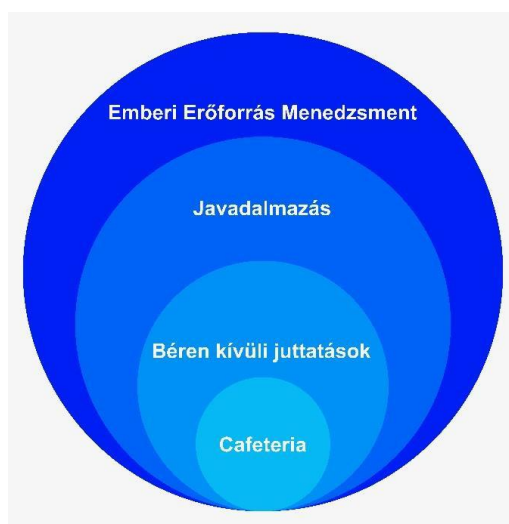 Emberi Erőforrás Menedzsment
Javadalmazás
Béren kívüli juttatások
Cafeteria